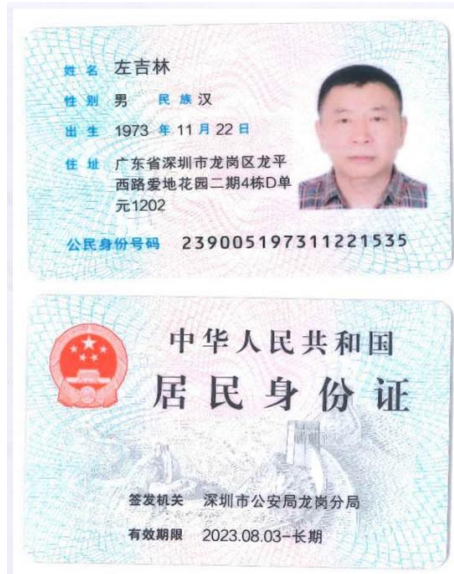 姓名 左吉林
性别 男 民族 汉
出生 1973 年 11 月 22 日
住址 广东省深圳市龙岗区龙平
西路爱地花园二期4栋D单
元1202
公民身份号码 239005197311221535
中华人民共和国
居民身份证
签发机关 深圳市公安局龙岗分局
有效期限 2023.08.03-长期